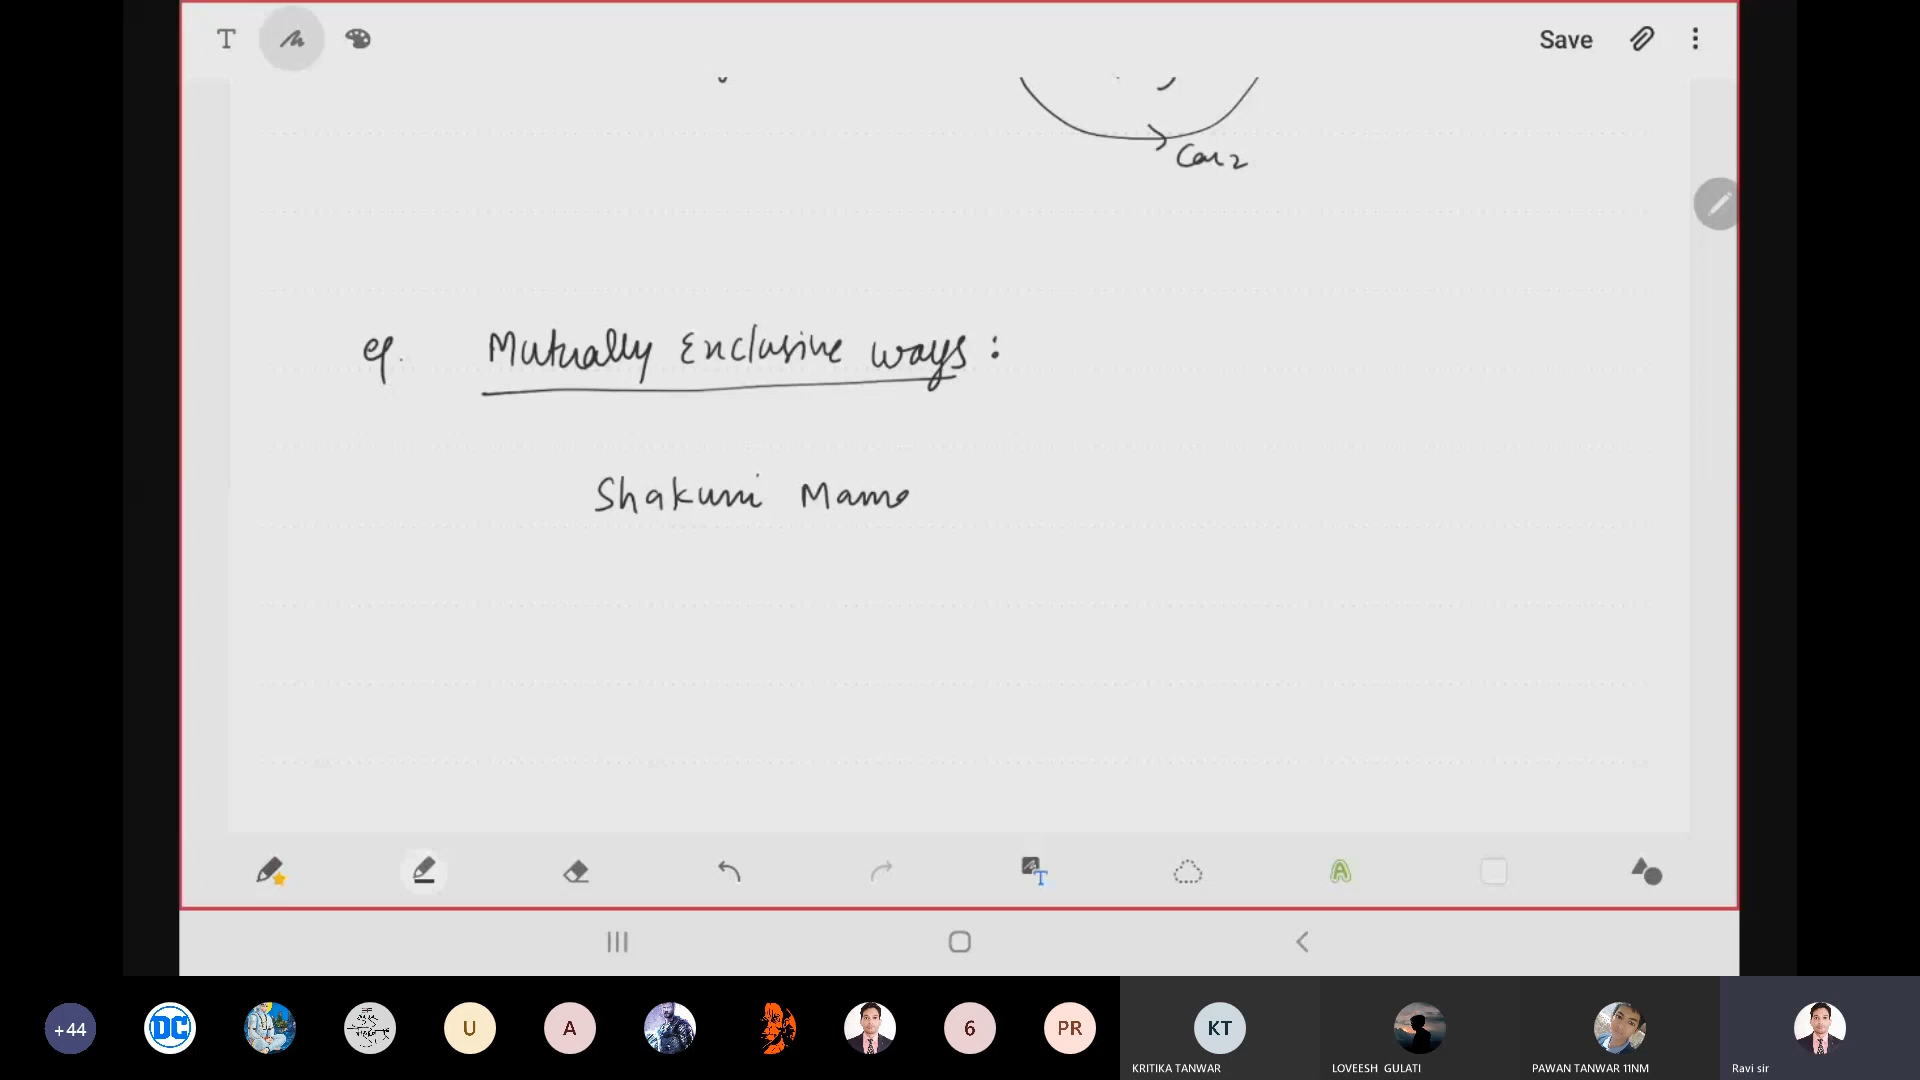 T Save
Car 2
eg. Mutually Exclusive ways :
Shakuni Mama
T A
+44 DC U A 6 PR KT
KRITIKA TANWAR LOVEESH GULATI PAWAN TANWAR 11NM Ravi sir